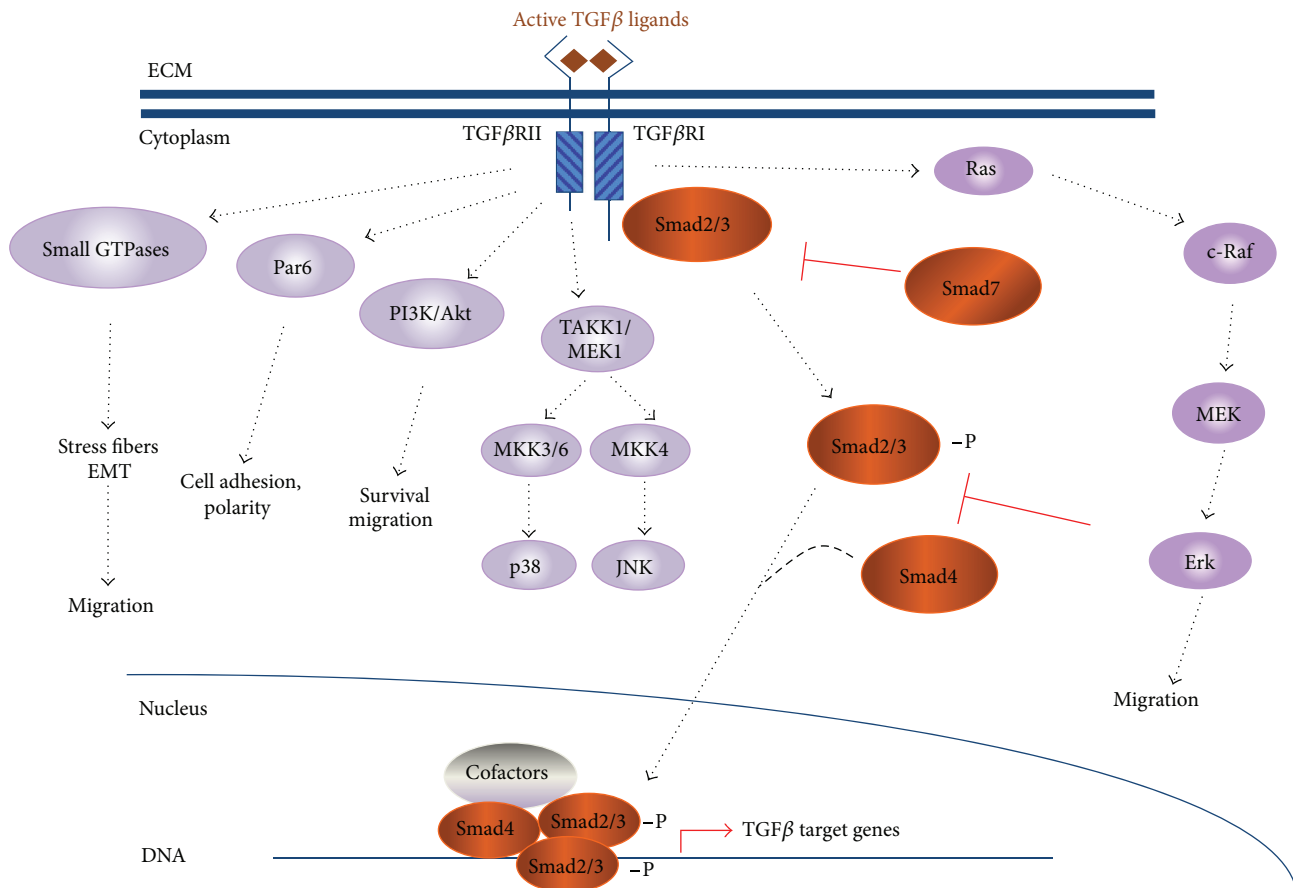 Active TGFβ ligands
ECM
Cytoplasm
TGFβRII
TGFβRI
Ras
Small GTPases
Par6
PI3K/Akt
TAKK1/
MEK1
Smad2/3
Smad7
c-Raf
MKK3/6
MKK4
Smad2/3
–P
MEK
Stress fibers
EMT
Cell adhesion,
polarity
Survival
migration
p38
JNK
Smad4
Erk
Migration
Migration
Nucleus
Cofactors
Smad4
Smad2/3
–P
TGFβ target genes
DNA
Smad2/3
–P